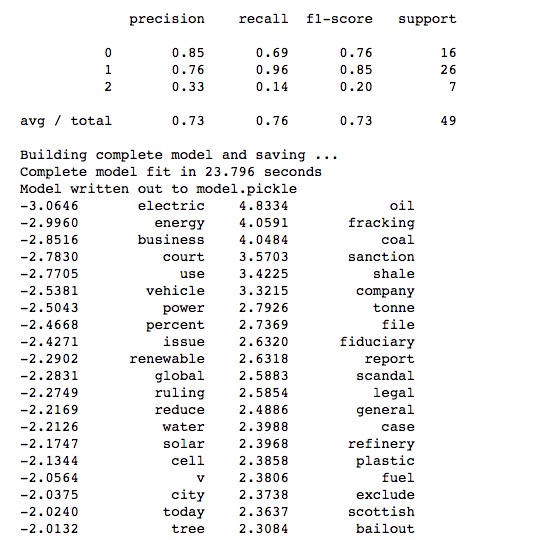 precision recall f1-score support
0 0.85 0.69 0.76 16
1 0.76 0.96 0.85 26
2 0.33 0.14 0.20 7
avg / total 0.73 0.76 0.73 49
Building complete model and saving ...
Complete model fit in 23.796 seconds
Model written out to model.pickle
-3.0646 electric 4.8334 oil
-2.9960 energy 4.0591 fracking
-2.8516 business 4.0484 coal
-2.7830 court 3.5703 sanction
-2.7705 use 3.4225 shale
-2.5381 vehicle 3.3215 company
-2.5043 power 2.7926 tonne
-2.4668 percent 2.7369 file
-2.4271 issue 2.6320 fiduciary
-2.2902 renewable 2.6318 report
-2.2831 global 2.5883 scandal
-2.2749 ruling 2.5854 legal
-2.2169 reduce 2.4886 general
-2.2126 water 2.3988 case
-2.1747 solar 2.3968 refinery
-2.1344 cell 2.3858 plastic
-2.0564 v 2.3806 fuel
-2.0375 city 2.3738 exclude
-2.0240 today 2.3637 scottish
-2.0132 tree 2.3084 bailout